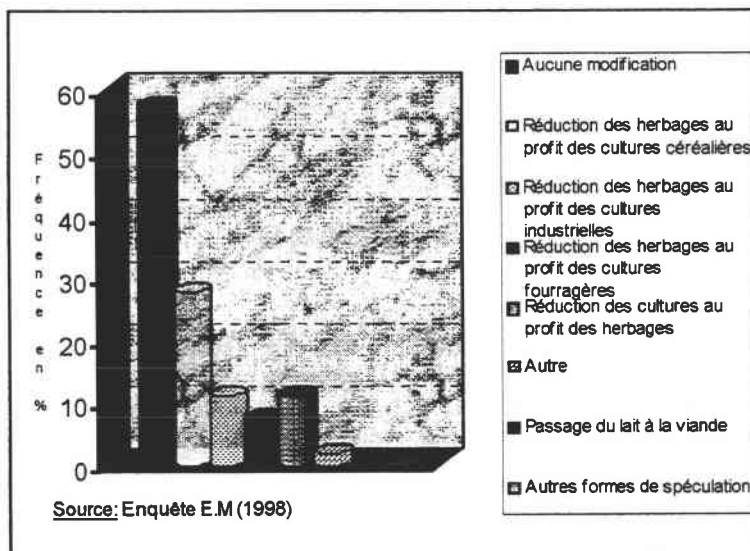 60
50
40
30
20
10
0
Fréquence en %
Source: Enquête E.M (1998)
Aucune modification
Réduction des herbages au
profit des cultures céréalières
Réduction des herbages au
profit des cultures
industrielles
Réduction des herbages au
profit des cultures
fourragères
Réduction des cultures au
profit des herbages
Autre
Passage du lait à la viande
Autres formes de spéculation